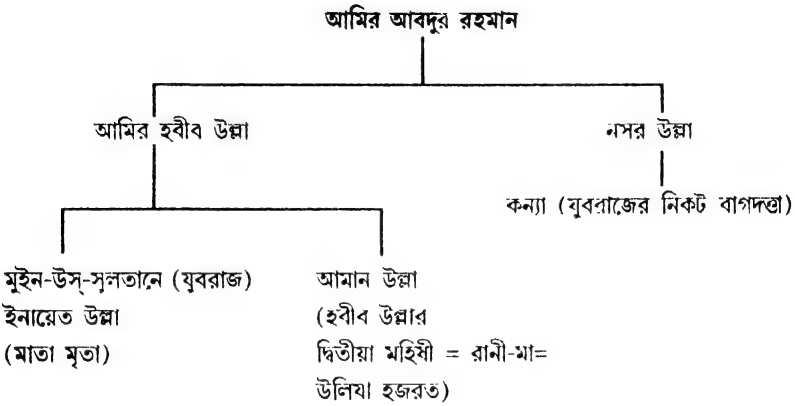 আমির আবদুর রহমান
আমির হবীব উল্লা
নসর উল্লা
কন্যা (যুবরাজের নিকট বাগদত্তা)
মুইন-উস্-সুলতানে (যুবরাজ)
ইনায়েত উল্লা
(মাতা মৃতা)
আমান উল্লা
(হবীব উল্লার
দ্বিতীয়া মহিষী = রানী-মা=
উলিযা হজরত)